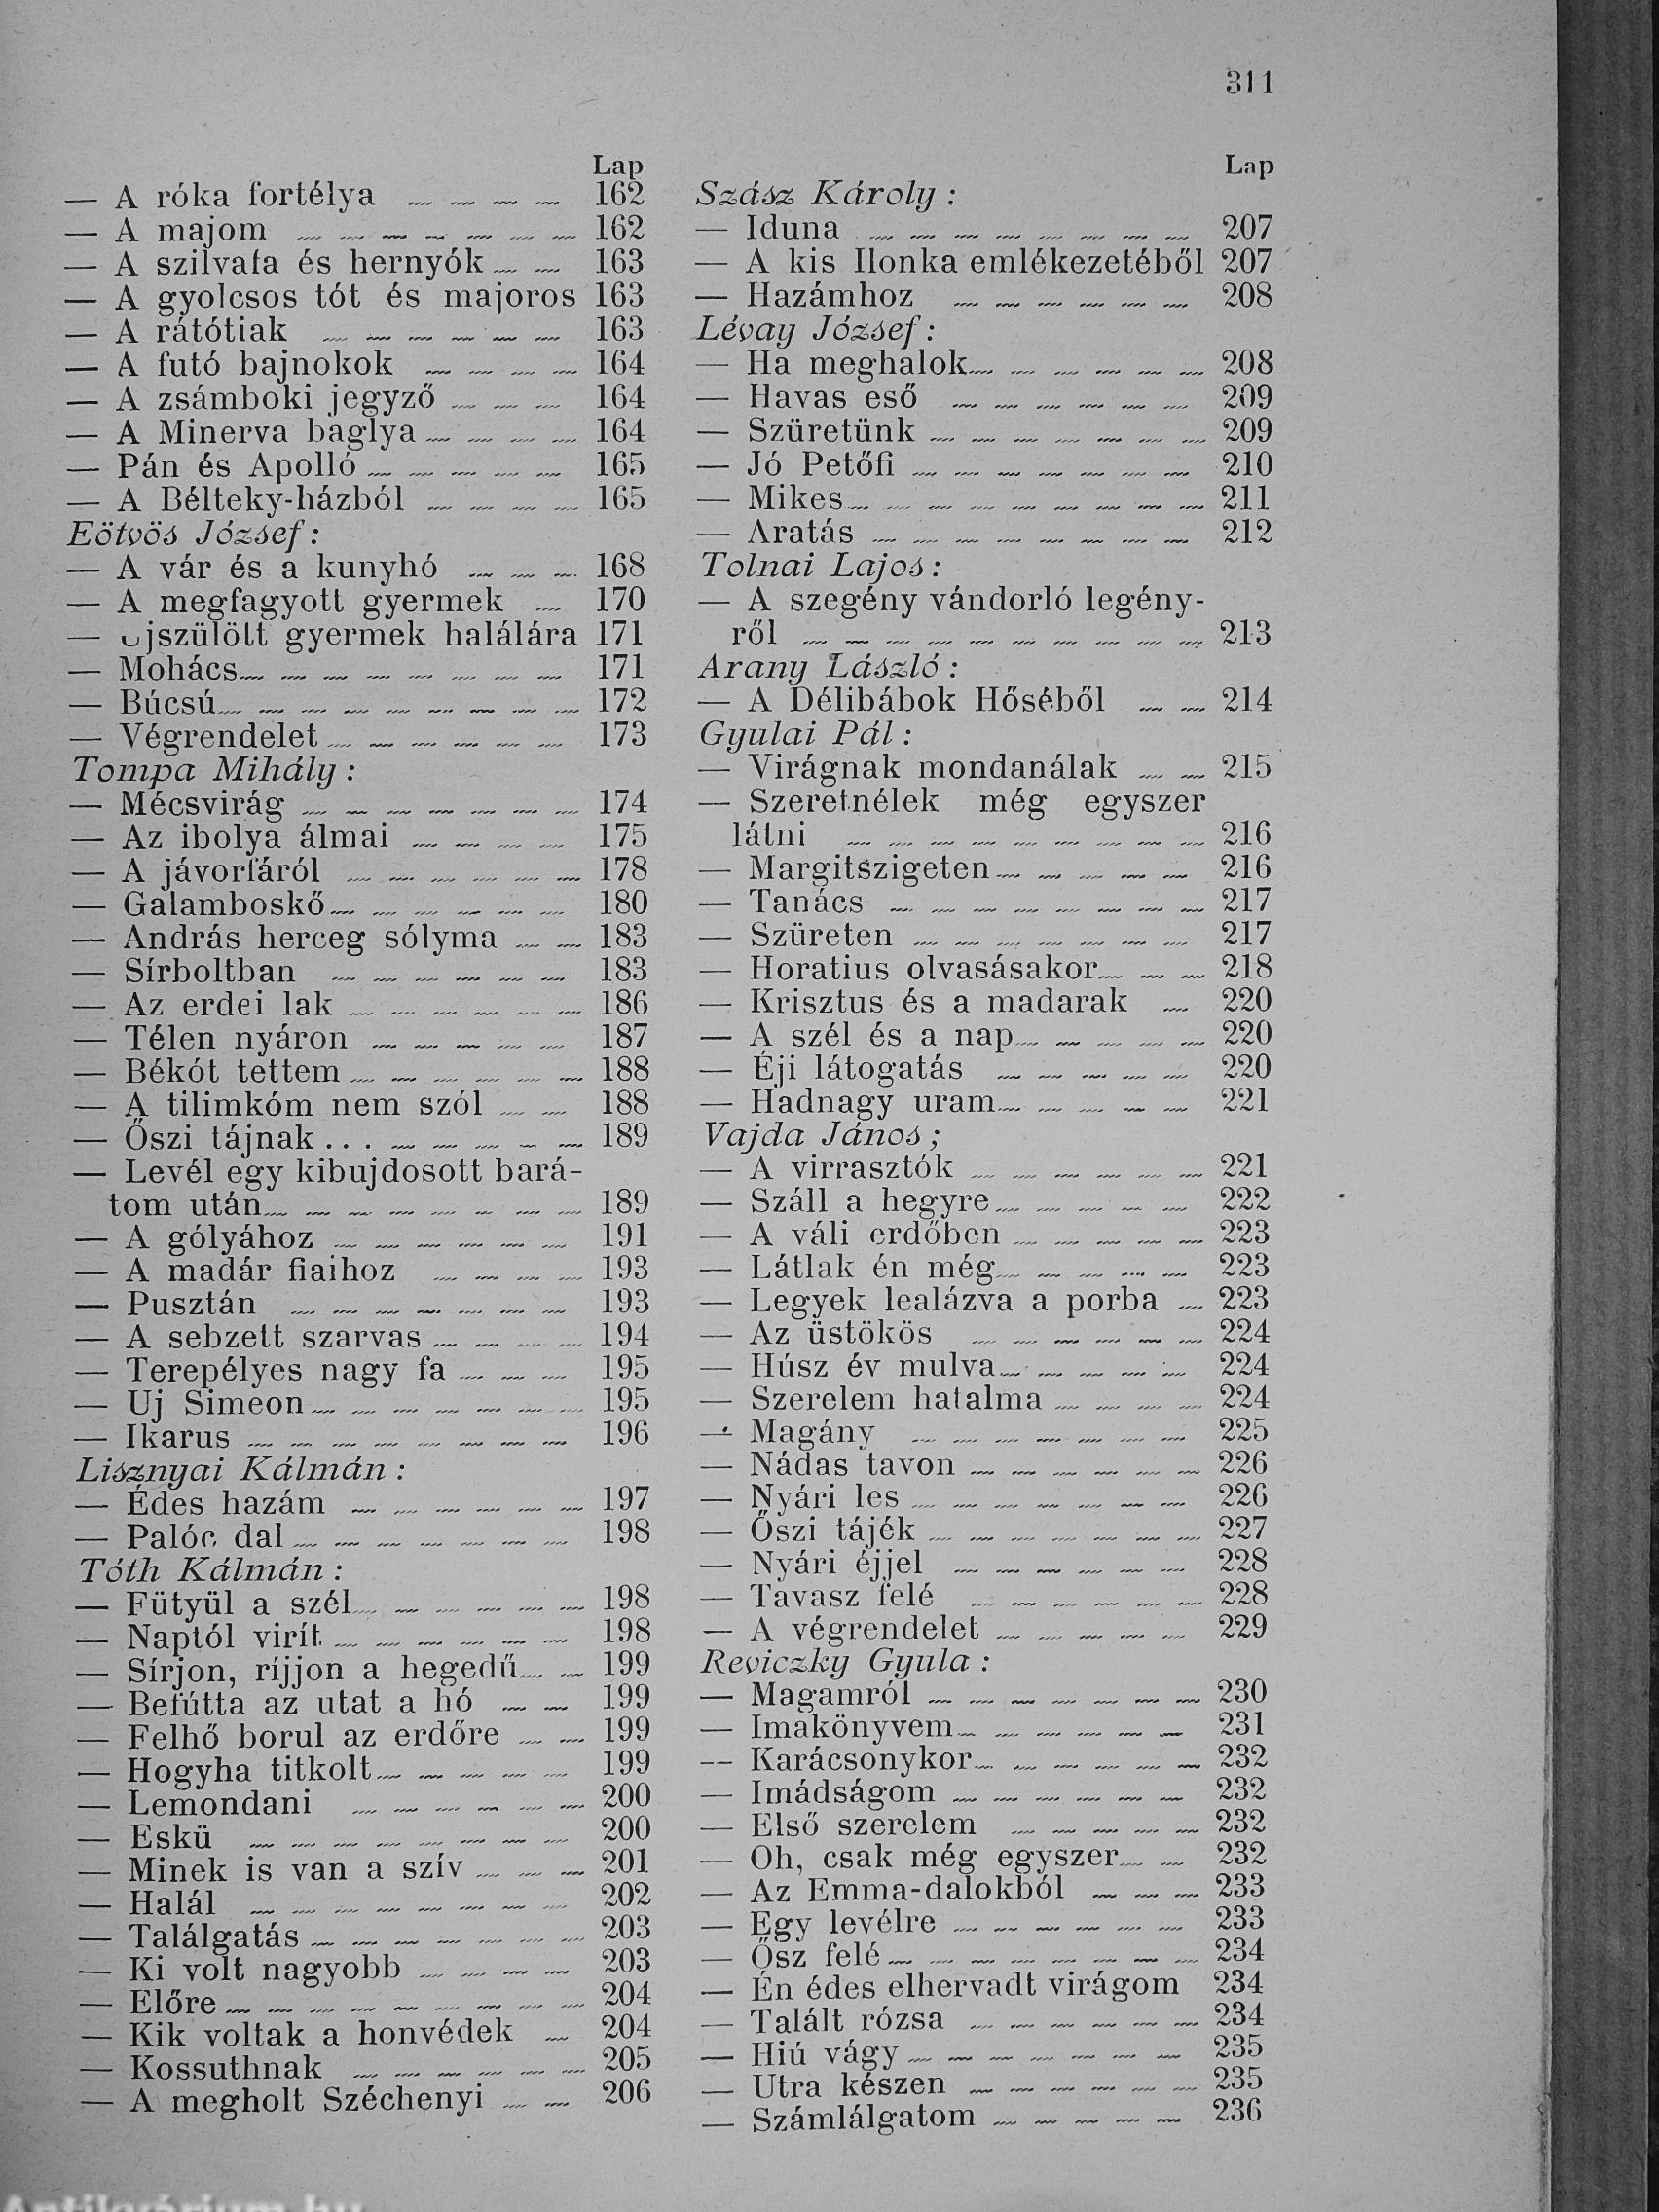 311
Lap
— A róka fortélya 162
— A majom 162
— A szilvafa és hernyók 163
— A gyolcsos tót és majoros 163
— A rátótiak 163
— A futó bajnokok 164
— A zsámboki jegyző 164
— A Minerva baglya 164
— Pán és Apolló 165
— A Bélteky-házból 165
Eötvös József:
— A vár és a kunyhó 168
— A megfagyott gyermek 170
— Ujszülött gyermek halálára 171
— Mohács 171
— Búcsú 172
— Végrendelet 173
Tompa Mihály:
— Mécsvirág 174
— Az ibolya álmai 175
— A jávorfáról 178
— Galamboskő 180
— András herceg sólyma 183
— Sírboltban 183
— Az erdei lak 186
— Télen nyáron 187
— Békót tettem 188
— A tilimkóm nem szól 188
— Őszi tájnak... 189
— Levél egy kibujdosott bará-
tom után 189
— A gólyához 191
— A madár fiaihoz 193
— Pusztán 193
— A sebzett szarvas 194
— Terepélyes nagy fa 195
— Uj Simeon 195
— Ikarus 196
Lisznyai Kálmán:
— Édes hazám 197
— Palóc dal 198
Tóth Kálmán:
— Fütyül a szél 198
— Naptól virít 198
— Sírjon, ríjjon a hegedű 199
— Befútta az utat a hó 199
— Felhő borul az erdőre 199
— Hogyha titkolt 199
— Lemondani 200
— Eskü 200
— Minek is van a szív 201
— Halál 202
— Találgatás 203
— Ki volt nagyobb 203
— Előre 204
— Kik voltak a honvédek 204
— Kossuthnak 205
— A megholt Széchenyi 206
Lap
Szász Károly:
— Iduna 207
— A kis Ilonka emlékezetéből 207
— Hazámhoz 208
Lévay József:
— Ha meghalok 208
— Havas eső 209
— Szüretünk 209
— Jó Petőfi 210
— Mikes 211
— Aratás 212
Tolnai Lajos:
— A szegény vándorló legény-
ről 213
Arany László:
— A Délibábok Hőséből 214
Gyulai Pál:
— Virágnak mondanálak 215
— Szeretnélek még egyszer
látni 216
— Margitszigeten 216
— Tanács 217
— Szüreten 217
— Horatius olvasásakor 218
— Krisztus és a madarak 220
— A szél és a nap 220
— Éji látogatás 220
— Hadnagy uram 221
Vajda János;
— A virrasztók 221
— Száll a hegyre 222
— A váli erdőben 223
— Látlak én még 223
— Legyek lealázva a porba 223
— Az üstökös 224
— Húsz év mulva 224
— Szerelem hatalma 224
— Magány 225
— Nádas tavon 226
— Nyári les 226
— Őszi tájék 227
— Nyári éjjel 228
— Tavasz felé 228
— A végrendelet 229
Reviczky Gyula:
— Magamról 230
— Imakönyvem 231
— Karácsonykor 232
— Imádságom 232
— Első szerelem 232
— Oh, csak még egyszer 232
— Az Emma-dalokból 233
— Egy levélre 233
— Ősz felé 234
— Én édes elhervadt virágom 234
— Talált rózsa 234
— Hiú vágy 235
— Utra készen 235
— Számlálgatom 236